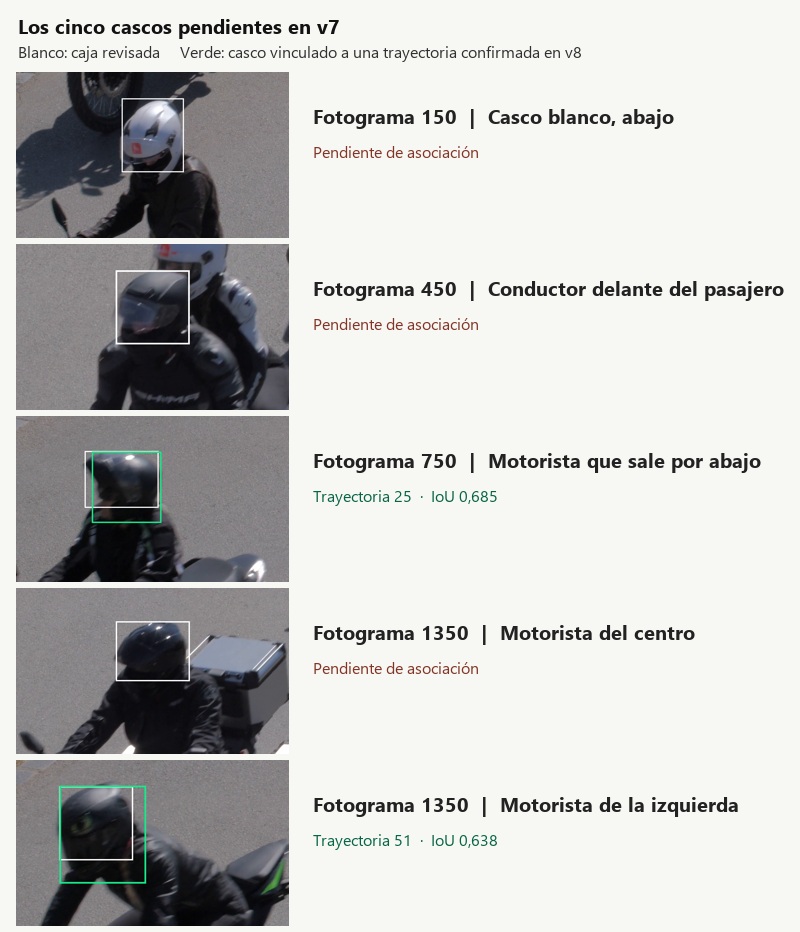 Los cinco cascos pendientes en v7
Blanco: caja revisada Verde: casco vinculado a una trayectoria confirmada en v8
Fotograma 150 | Casco blanco, abajo
Pendiente de asociación
Fotograma 450 | Conductor delante del pasajero
Pendiente de asociación
Fotograma 750 | Motorista que sale por abajo
Trayectoria 25 · IoU 0,685
Fotograma 1350 | Motorista del centro
Pendiente de asociación
Fotograma 1350 | Motorista de la izquierda
Trayectoria 51 · IoU 0,638